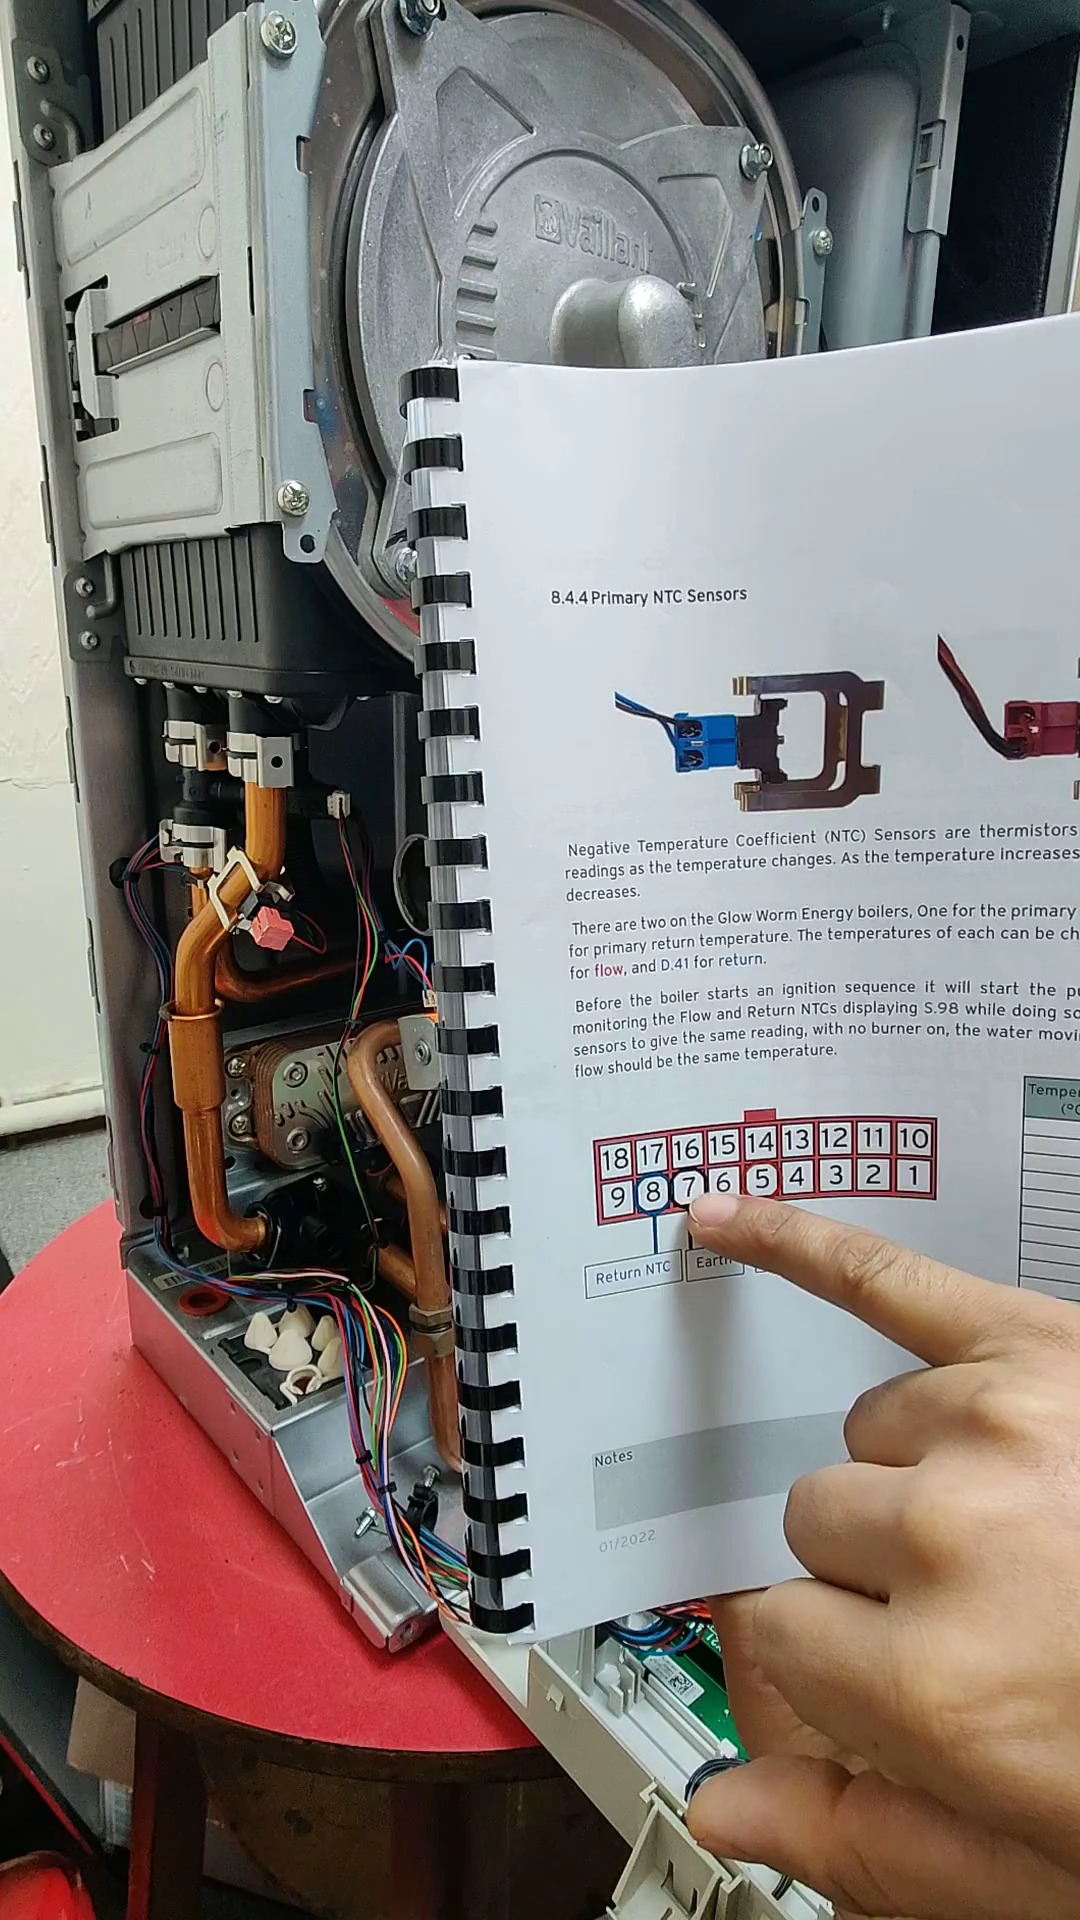 Vaillant
8.4.4 Primary NTC Sensors
Negative Temperature Coefficient (NTC) Sensors are thermistors
readings as the temperature changes. As the temperature increases
decreases.
There are two on the Glow Worm Energy boilers, One for the primary
for primary return temperature. The temperatures of each can be ch
for flow, and D.41 for return.
Before the boiler starts an ignition sequence it will start the pu
monitoring the Flow and Return NTCs displaying S.98 while doing so
sensors to give the same reading, with no burner on, the water movi
flow should be the same temperature.
Temper
(°C
18 17 16 15 14 13 12 11 10
9 8 7 6 5 4 3 2 1
Return NTC
Earth
Notes
01/2022